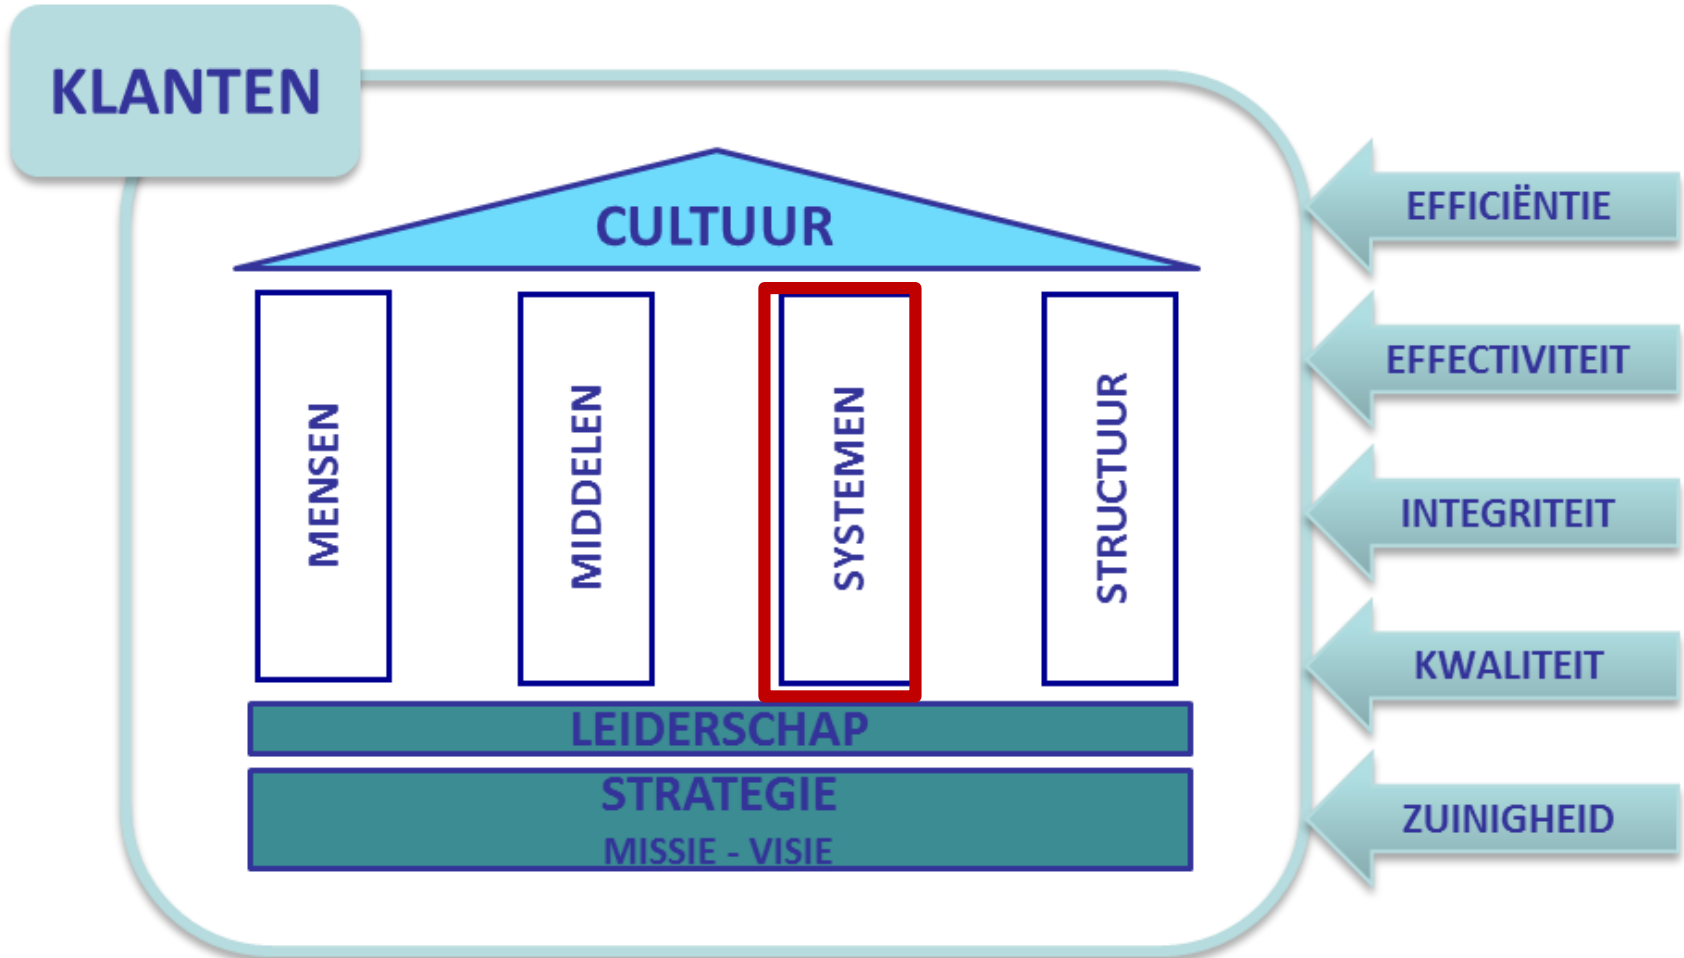 KLANTEN
CULTUUR
MENSEN
MIDDELEN
SYSTEMEN
STRUCTUUR
LEIDERSCHAP
STRATEGIE
MISSIE - VISIE
EFFICIËNTIE
EFFECTIVITEIT
INTEGRITEIT
KWALITEIT
ZUINIGHEID